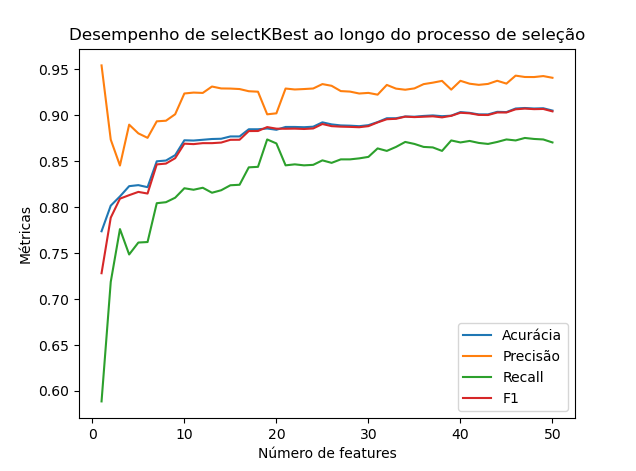 Desempenho de selectKBest ao longo do processo de seleção
0.95
0.90
0.85
0.80
0.75
0.70
0.65
0.60
Métricas
Acurácia
Precisão
Recall
F1
0 10 20 30 40 50
Número de features